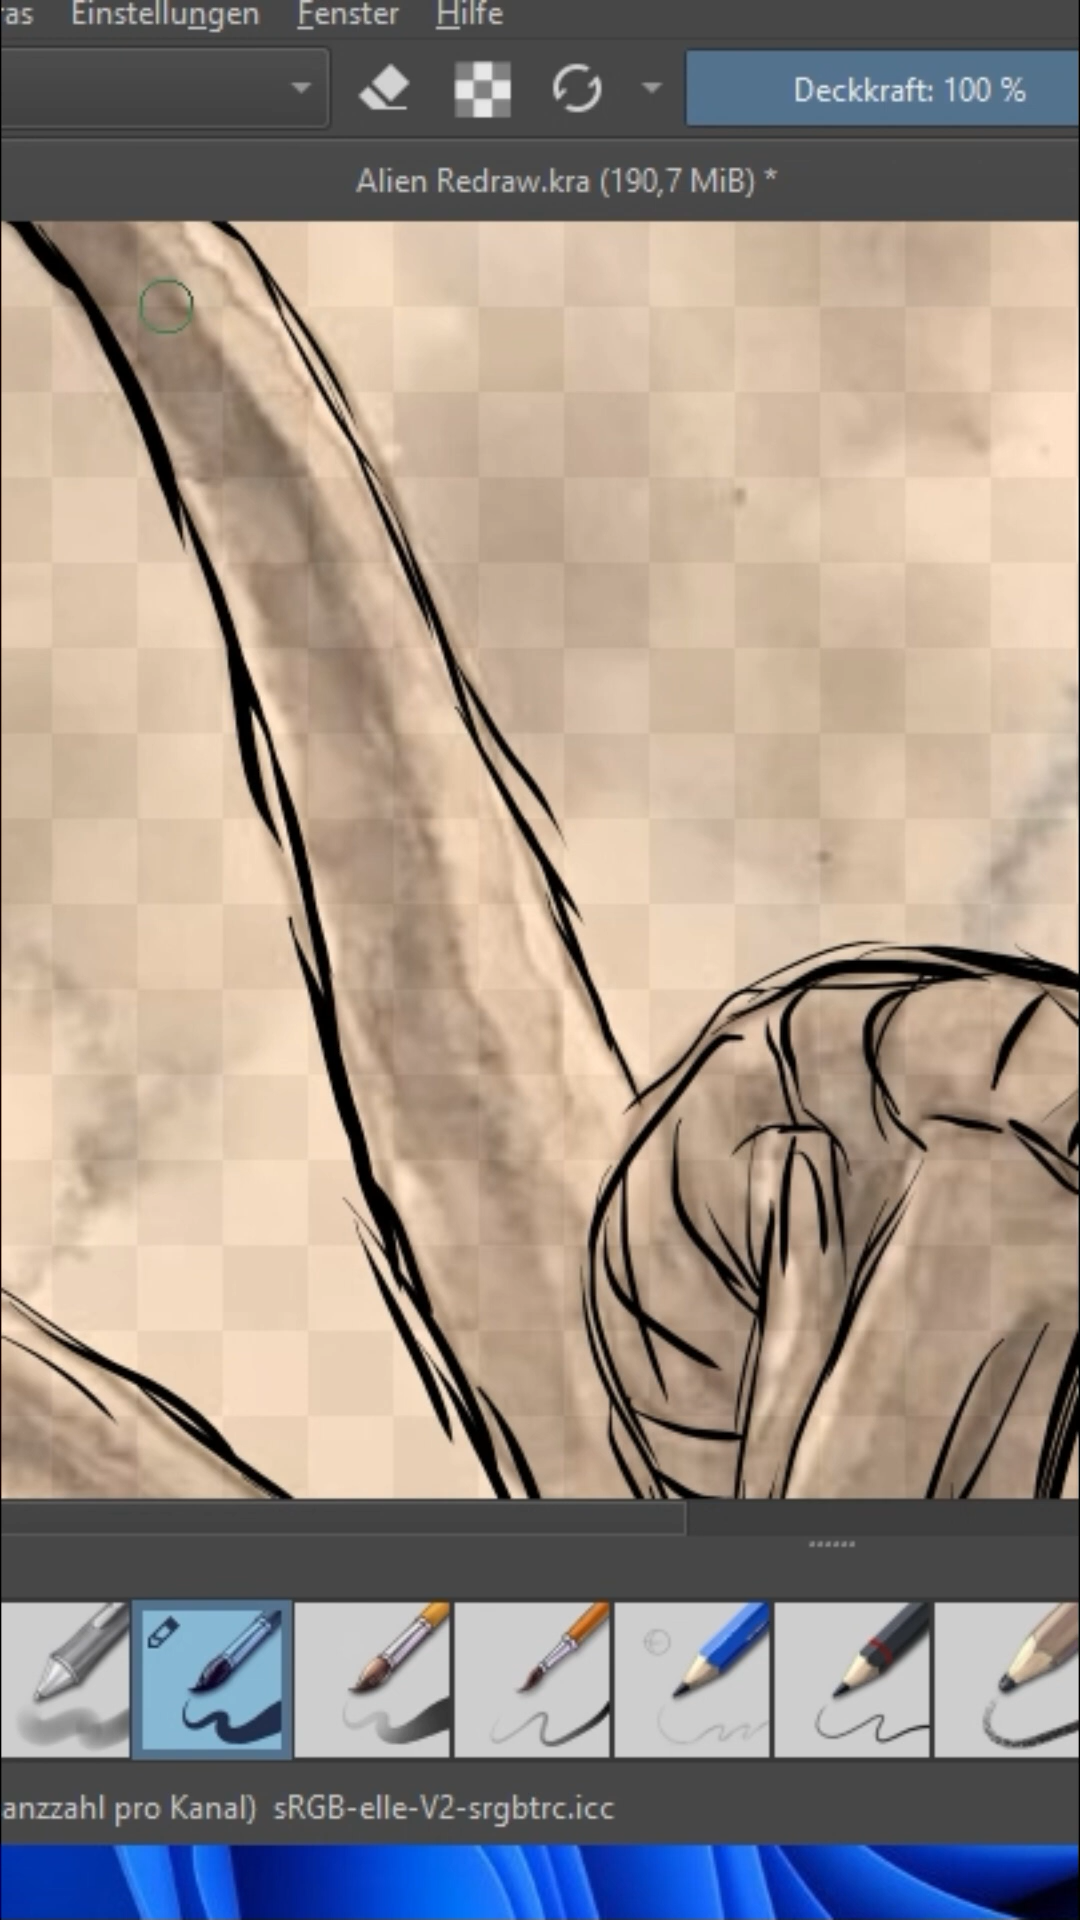 ras Einstellungen Fenster Hilfe
Deckkraft: 100 %
Alien Redraw.kra (190,7 MiB) *
anzzahl pro Kanal) sRGB-elle-V2-srgbtrc.icc